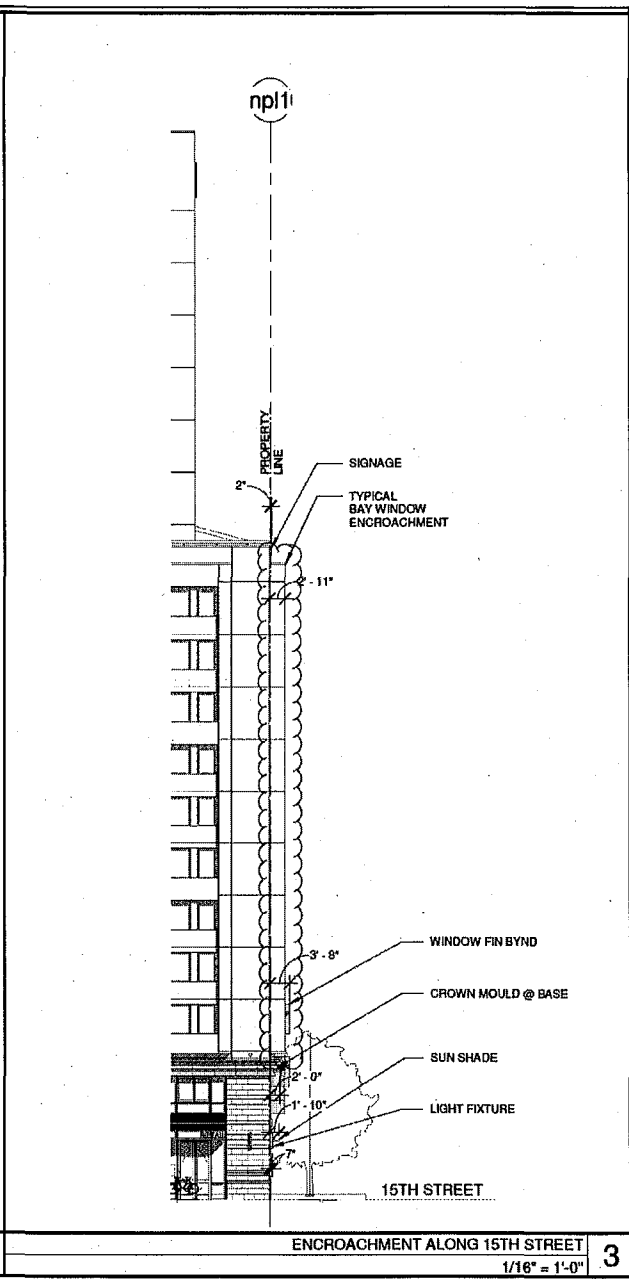 npl1
PROPERTY
LINE
2"
SIGNAGE
TYPICAL
BAY WINDOW
ENCROACHMENT
2' - 11"
WINDOW FIN BYND
3' - 8"
CROWN MOULD @ BASE
SUN SHADE
2' - 0"
1' - 10"
LIGHT FIXTURE
7"
15TH STREET
ENCROACHMENT ALONG 15TH STREET
3
1/16" = 1'-0"